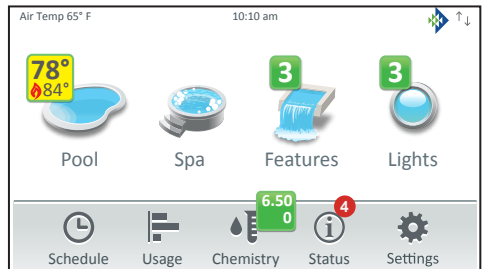 Air Temp 65° F 10:10 am
78°
84°
3
3
Pool Spa Features Lights
6.50
0
4
Schedule Usage Chemistry Status Settings